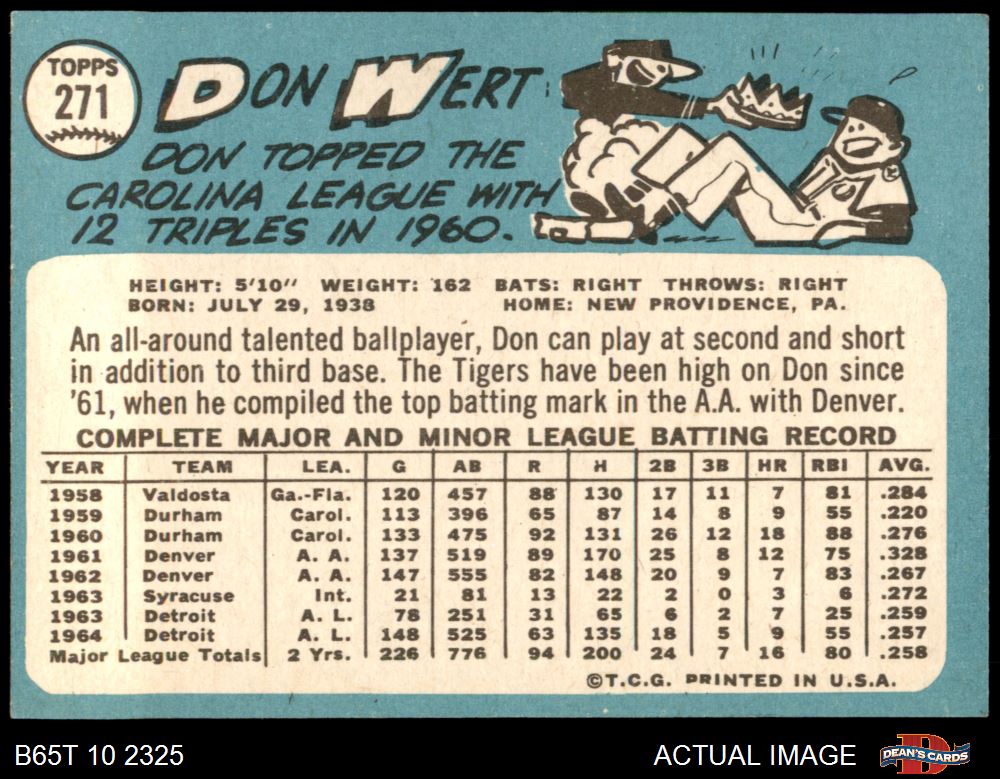 TOPPS
271
DON WERT
DON TOPPED THE
CAROLINA LEAGUE WITH
12 TRIPLES IN 1960.
HEIGHT: 5'10" WEIGHT: 162 BATS: RIGHT THROWS: RIGHT
BORN: JULY 29, 1938 HOME: NEW PROVIDENCE, PA.
An all-around talented ballplayer, Don can play at second and short
in addition to third base. The Tigers have been high on Don since
'61, when he compiled the top batting mark in the A.A. with Denver.
COMPLETE MAJOR AND MINOR LEAGUE BATTING RECORD
YEAR TEAM LEA. G AB R H 2B 3B HR RBI AVG.
1958 Valdosta Ga.-Fla. 120 457 88 130 17 11 7 81 .284
1959 Durham Carol. 113 396 65 87 14 8 9 55 .220
1960 Durham Carol. 133 475 92 131 26 12 18 88 .276
1961 Denver A. A. 137 519 89 170 25 8 12 75 .328
1962 Denver A. A. 147 555 82 148 20 9 7 83 .267
1963 Syracuse Int. 21 81 13 22 2 0 3 6 .272
1963 Detroit A. L. 78 251 31 65 6 2 7 25 .259
1964 Detroit A. L. 148 525 63 135 18 5 9 55 .257
Major League Totals 2 Yrs. 226 776 94 200 24 7 16 80 .258
©T.C.G. PRINTED IN U.S.A.
B65T 10 2325 ACTUAL IMAGE DEAN'S CARDS